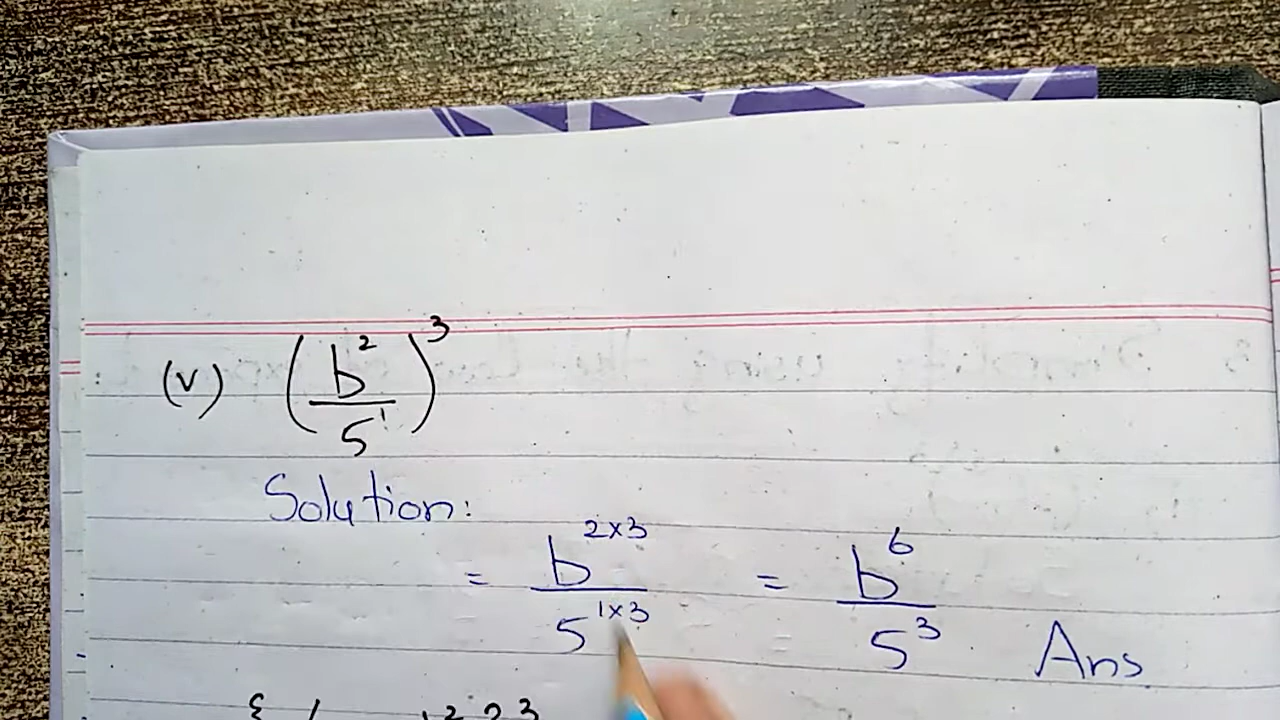 (v) (b²/5¹)³
Solution:
= b^(2×3)/5^(1×3) = b⁶/5³ Ans